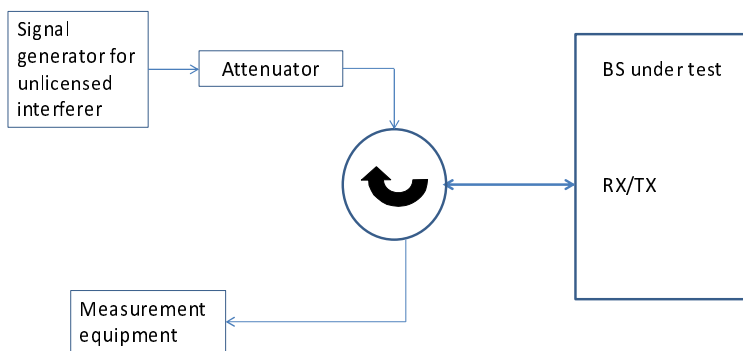 Signal
generator for
unlicensed
interferer
Attenuator
BS under test
RX/TX
Measurement
equipment